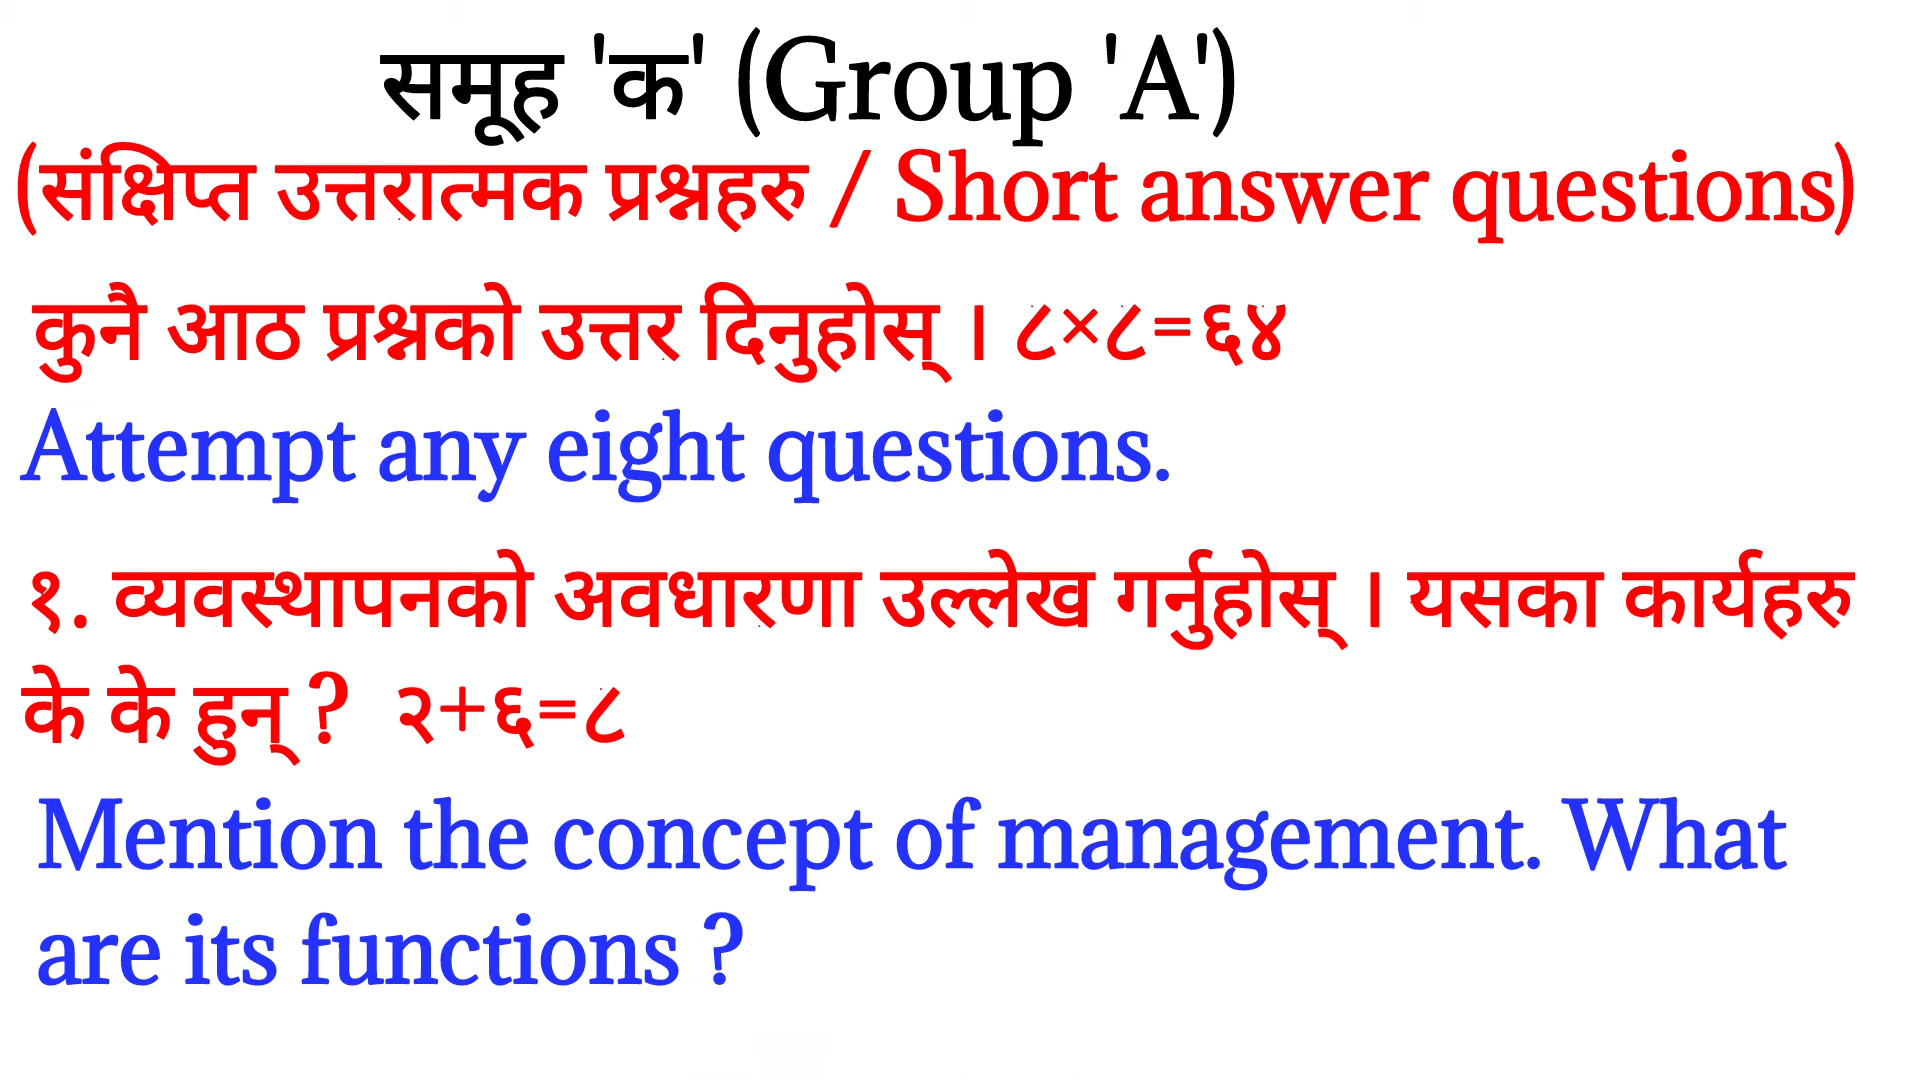 समूह 'क' (Group 'A')
(संक्षिप्त उत्तरात्मक प्रश्नहरु / Short answer questions)
कुनै आठ प्रश्नको उत्तर दिनुहोस् । ८×८=६४
Attempt any eight questions.
१. व्यवस्थापनको अवधारणा उल्लेख गर्नुहोस् । यसका कार्यहरु
के के हुन् ? २+६=८
Mention the concept of management. What
are its functions ?